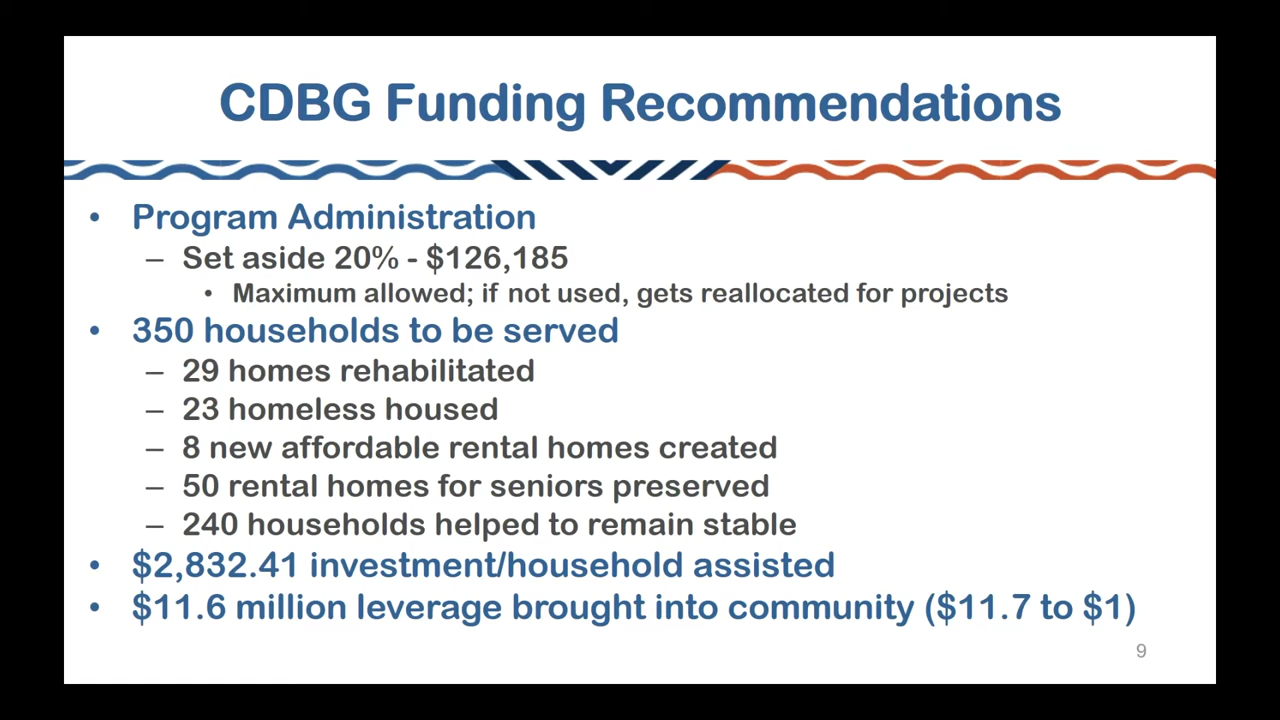 CDBG Funding Recommendations
• Program Administration
– Set aside 20% - $126,185
• Maximum allowed; if not used, gets reallocated for projects
• 350 households to be served
– 29 homes rehabilitated
– 23 homeless housed
– 8 new affordable rental homes created
– 50 rental homes for seniors preserved
– 240 households helped to remain stable
• $2,832.41 investment/household assisted
• $11.6 million leverage brought into community ($11.7 to $1)
9